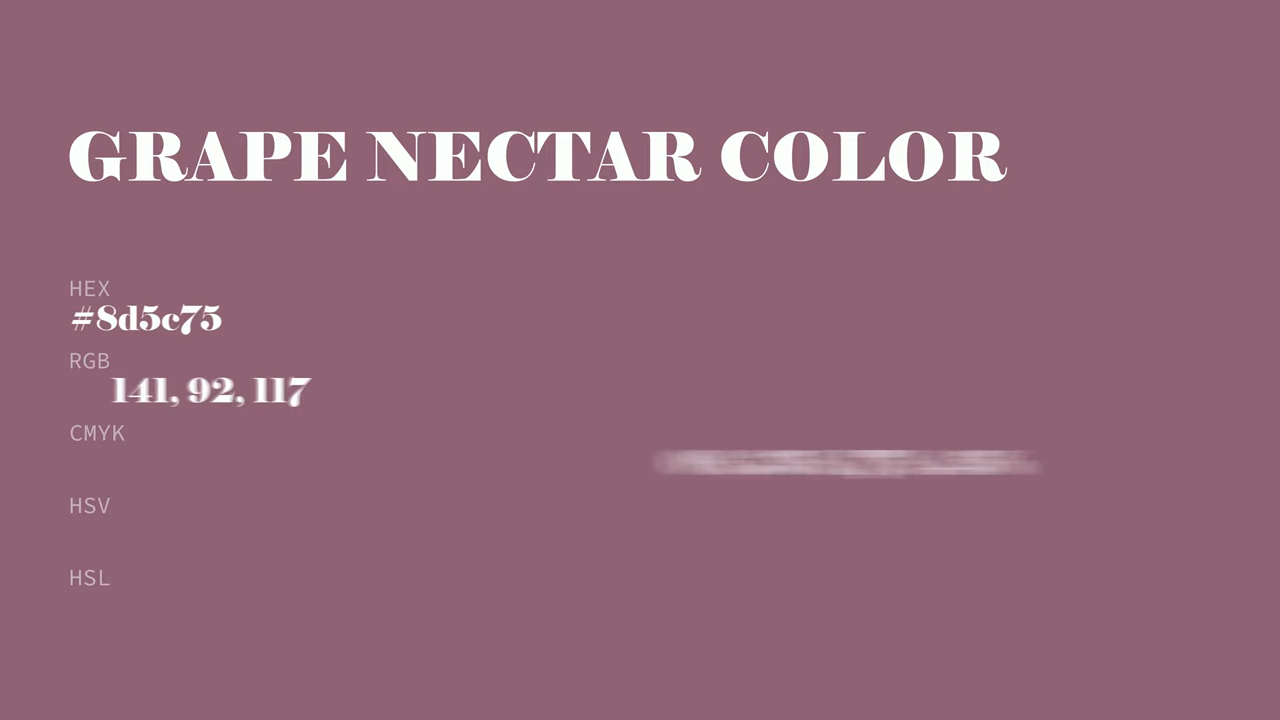 GRAPE NECTAR COLOR
HEX
#8d5c75
RGB
141, 92, 117
CMYK
HSV
HSL